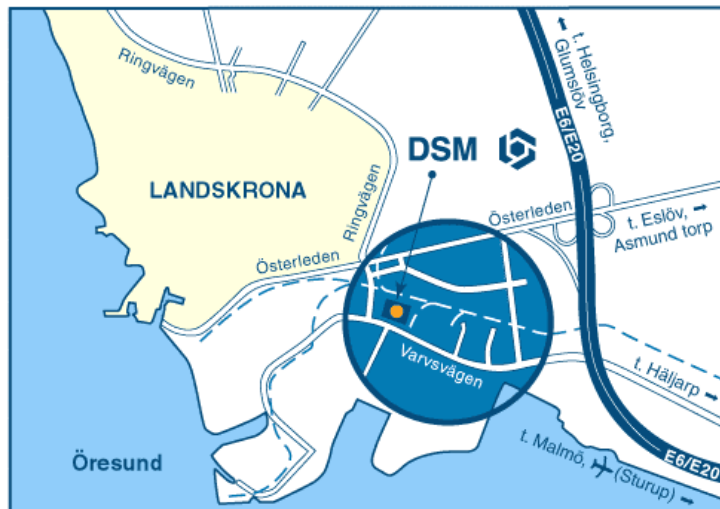 Ringvägen
t. Helsingborg,
Glumslöv
E6/E20
DSM
LANDSKRONA
Ringvägen
Österleden
t. Eslöv,
Asmund torp
Österleden
Varvsvägen
t. Häljarp
Öresund
t. Malmö, (Sturup)
E6/E20